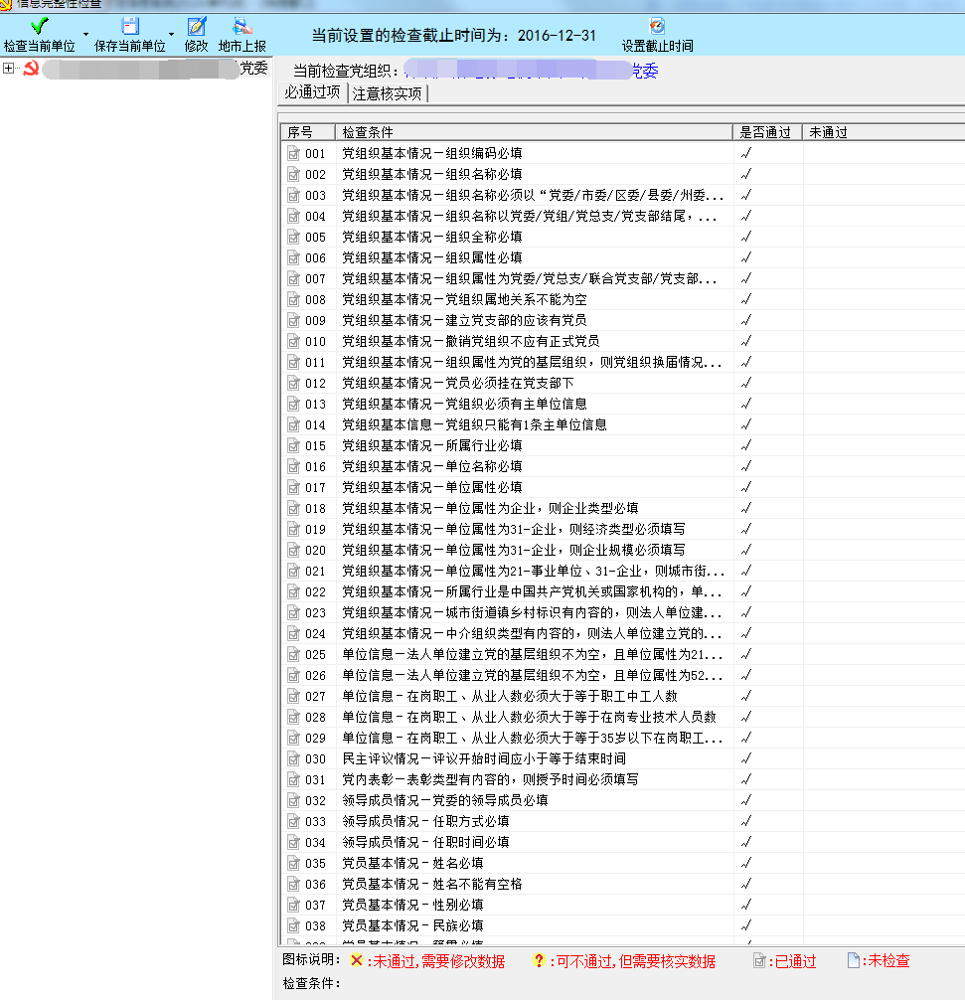 信息完整性检查
检查当前单位 保存当前单位 修改 地市上报 当前设置的检查截止时间为：2016-12-31 设置截止时间
党委
当前检查党组织： 党委
必通过项 注意核实项
序号 检查条件 是否通过 未通过
001 党组织基本情况－组织编码必填 √
002 党组织基本情况－组织名称必填 √
003 党组织基本情况－组织名称必须以“党委/市委/区委/县委/州委... √
004 党组织基本情况－组织名称以党委/党组/党总支/党支部结尾，... √
005 党组织基本情况－组织全称必填 √
006 党组织基本情况－组织属性必填 √
007 党组织基本情况－组织属性为党委/党总支/联合党支部/党支部... √
008 党组织基本情况－党组织属地关系不能为空 √
009 党组织基本情况－建立党支部的应该有党员 √
010 党组织基本情况－撤销党组织不应有正式党员 √
011 党组织基本情况－组织属性为党的基层组织，则党组织换届情况... √
012 党组织基本情况－党员必须挂在党支部下 √
013 党组织基本情况－党组织必须有主单位信息 √
014 党组织基本信息－党组织只能有1条主单位信息 √
015 党组织基本情况－所属行业必填 √
016 党组织基本情况－单位名称必填 √
017 党组织基本情况－单位属性必填 √
018 党组织基本情况－单位属性为企业，则企业类型必填 √
019 党组织基本情况－单位属性为31-企业，则经济类型必须填写 √
020 党组织基本情况－单位属性为31-企业，则企业规模必须填写 √
021 党组织基本情况－单位属性为21-事业单位、31-企业，则城市街... √
022 党组织基本情况－所属行业是中国共产党机关或国家机构的，单... √
023 党组织基本情况－城市街道镇乡村标识有内容的，则法人单位建... √
024 党组织基本情况－中介组织类型有内容的，则法人单位建立党的... √
025 单位信息－法人单位建立党的基层组织不为空，且单位属性为21... √
026 单位信息－法人单位建立党的基层组织不为空，且单位属性为52... √
027 单位信息-在岗职工、从业人数必须大于等于职工中工人数 √
028 单位信息-在岗职工、从业人数必须大于等于在岗专业技术人员数 √
029 单位信息-在岗职工、从业人数必须大于等于35岁以下在岗职工... √
030 民主评议情况－评议开始时间应小于等于结束时间 √
031 党内表彰－表彰类型有内容的，则授予时间必须填写 √
032 领导成员情况－党委的领导成员必填 √
033 领导成员情况-任职方式必填 √
034 领导成员情况-任职时间必填 √
035 党员基本情况-姓名必填 √
036 党员基本情况-姓名不能有空格 √
037 党员基本情况-性别必填 √
038 党员基本情况-民族必填 √
图标说明： ×:未通过,需要修改数据 ?:可不通过,但需要核实数据 :已通过 :未检查
检查条件：